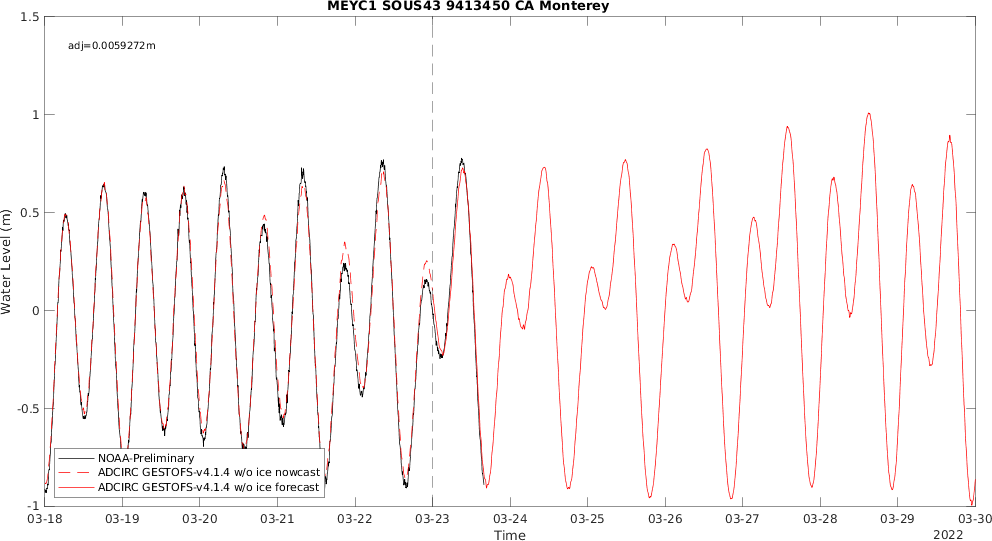 MEYC1 SOUS43 9413450 CA Monterey
1.5
adj=0.0059272m
1
0.5
0
-0.5
-1
Water Level (m)
NOAA-Preliminary
ADCIRC GESTOFS-v4.1.4 w/o ice nowcast
ADCIRC GESTOFS-v4.1.4 w/o ice forecast
03-18 03-19 03-20 03-21 03-22 03-23 03-24 03-25 03-26 03-27 03-28 03-29 03-30
Time
2022